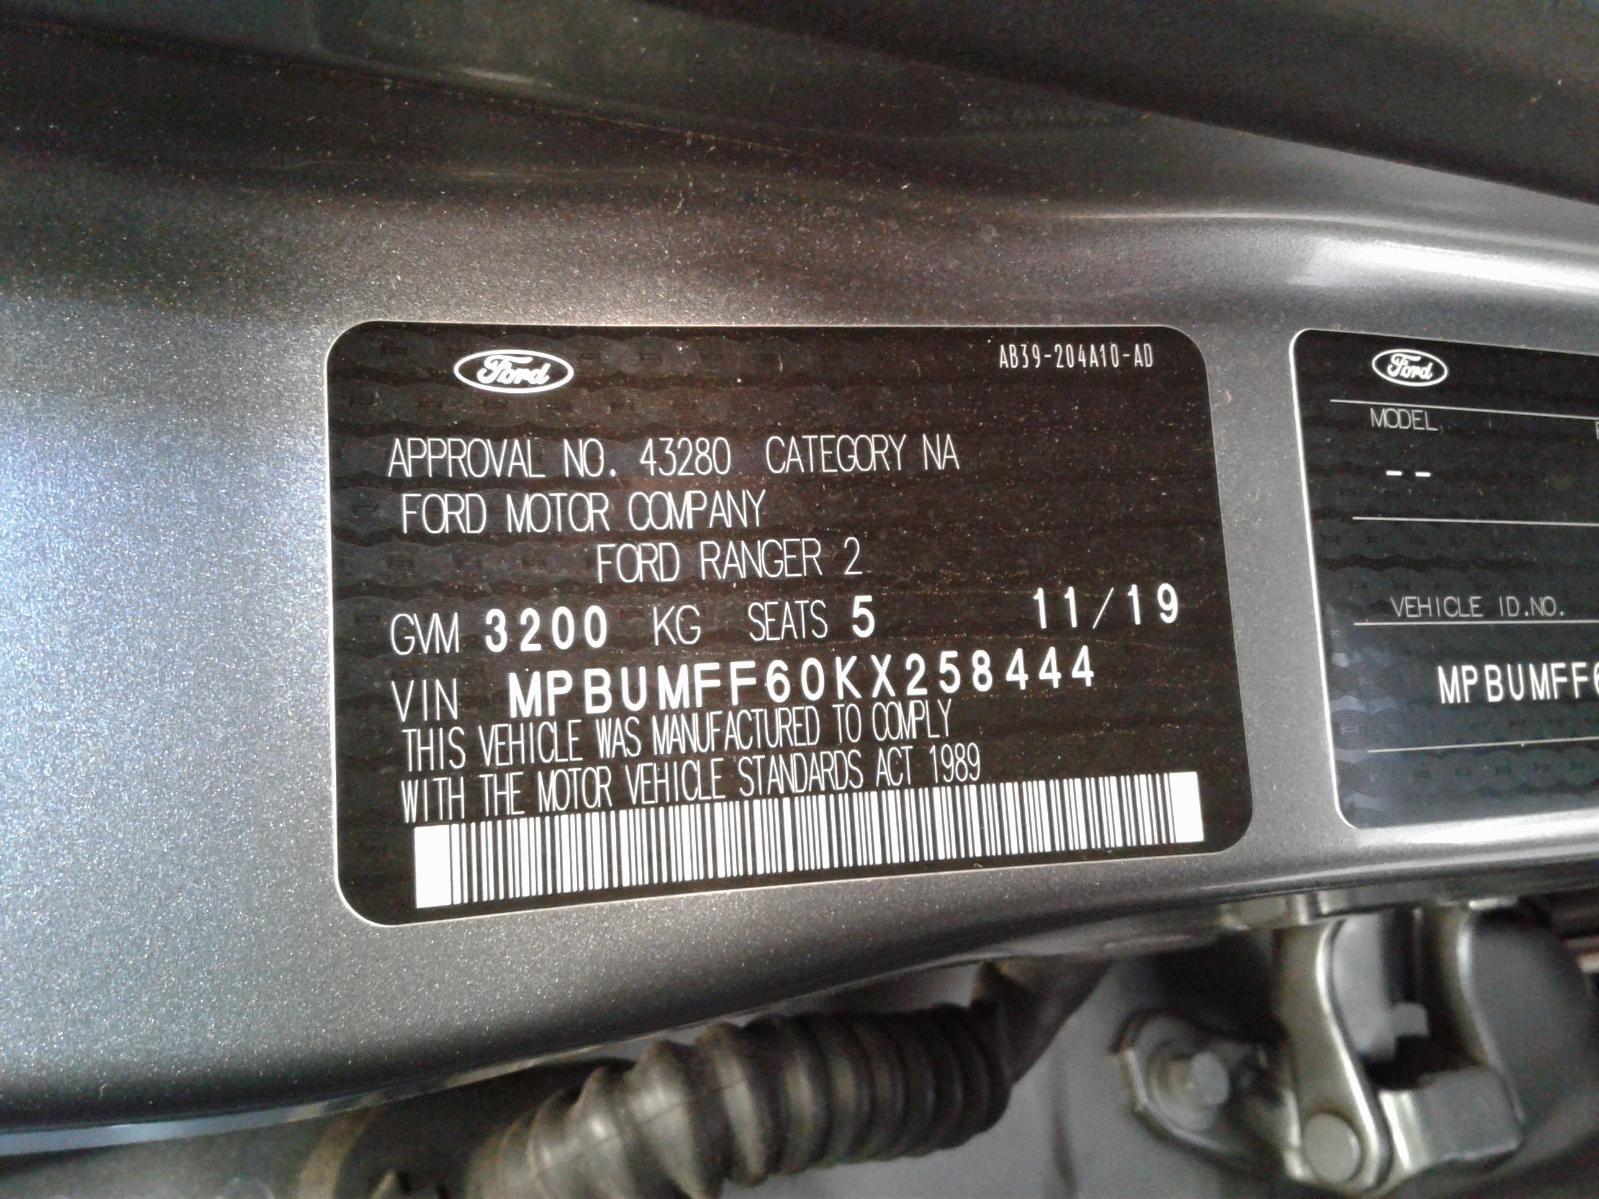 Ford
AB39-204A10-AD
APPROVAL NO. 43280 CATEGORY NA
FORD MOTOR COMPANY
FORD RANGER 2
GVM 3200 KG SEATS 5 11/19
VIN MPBUMFF60KX258444
THIS VEHICLE WAS MANUFACTURED TO COMPLY
WITH THE MOTOR VEHICLE STANDARDS ACT 1989
Ford
MODEL
--
VEHICLE ID.NO.
MPBUMFF6